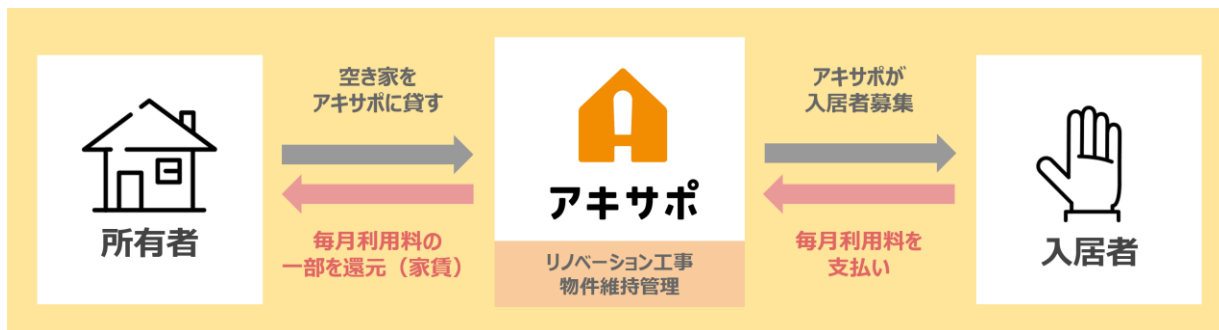 所有者
空き家を
アキサポに貸す
毎月利用料の
一部を還元（家賃）
アキサポ
リノベーション工事
物件維持管理
アキサポが
入居者募集
毎月利用料を
支払い
入居者